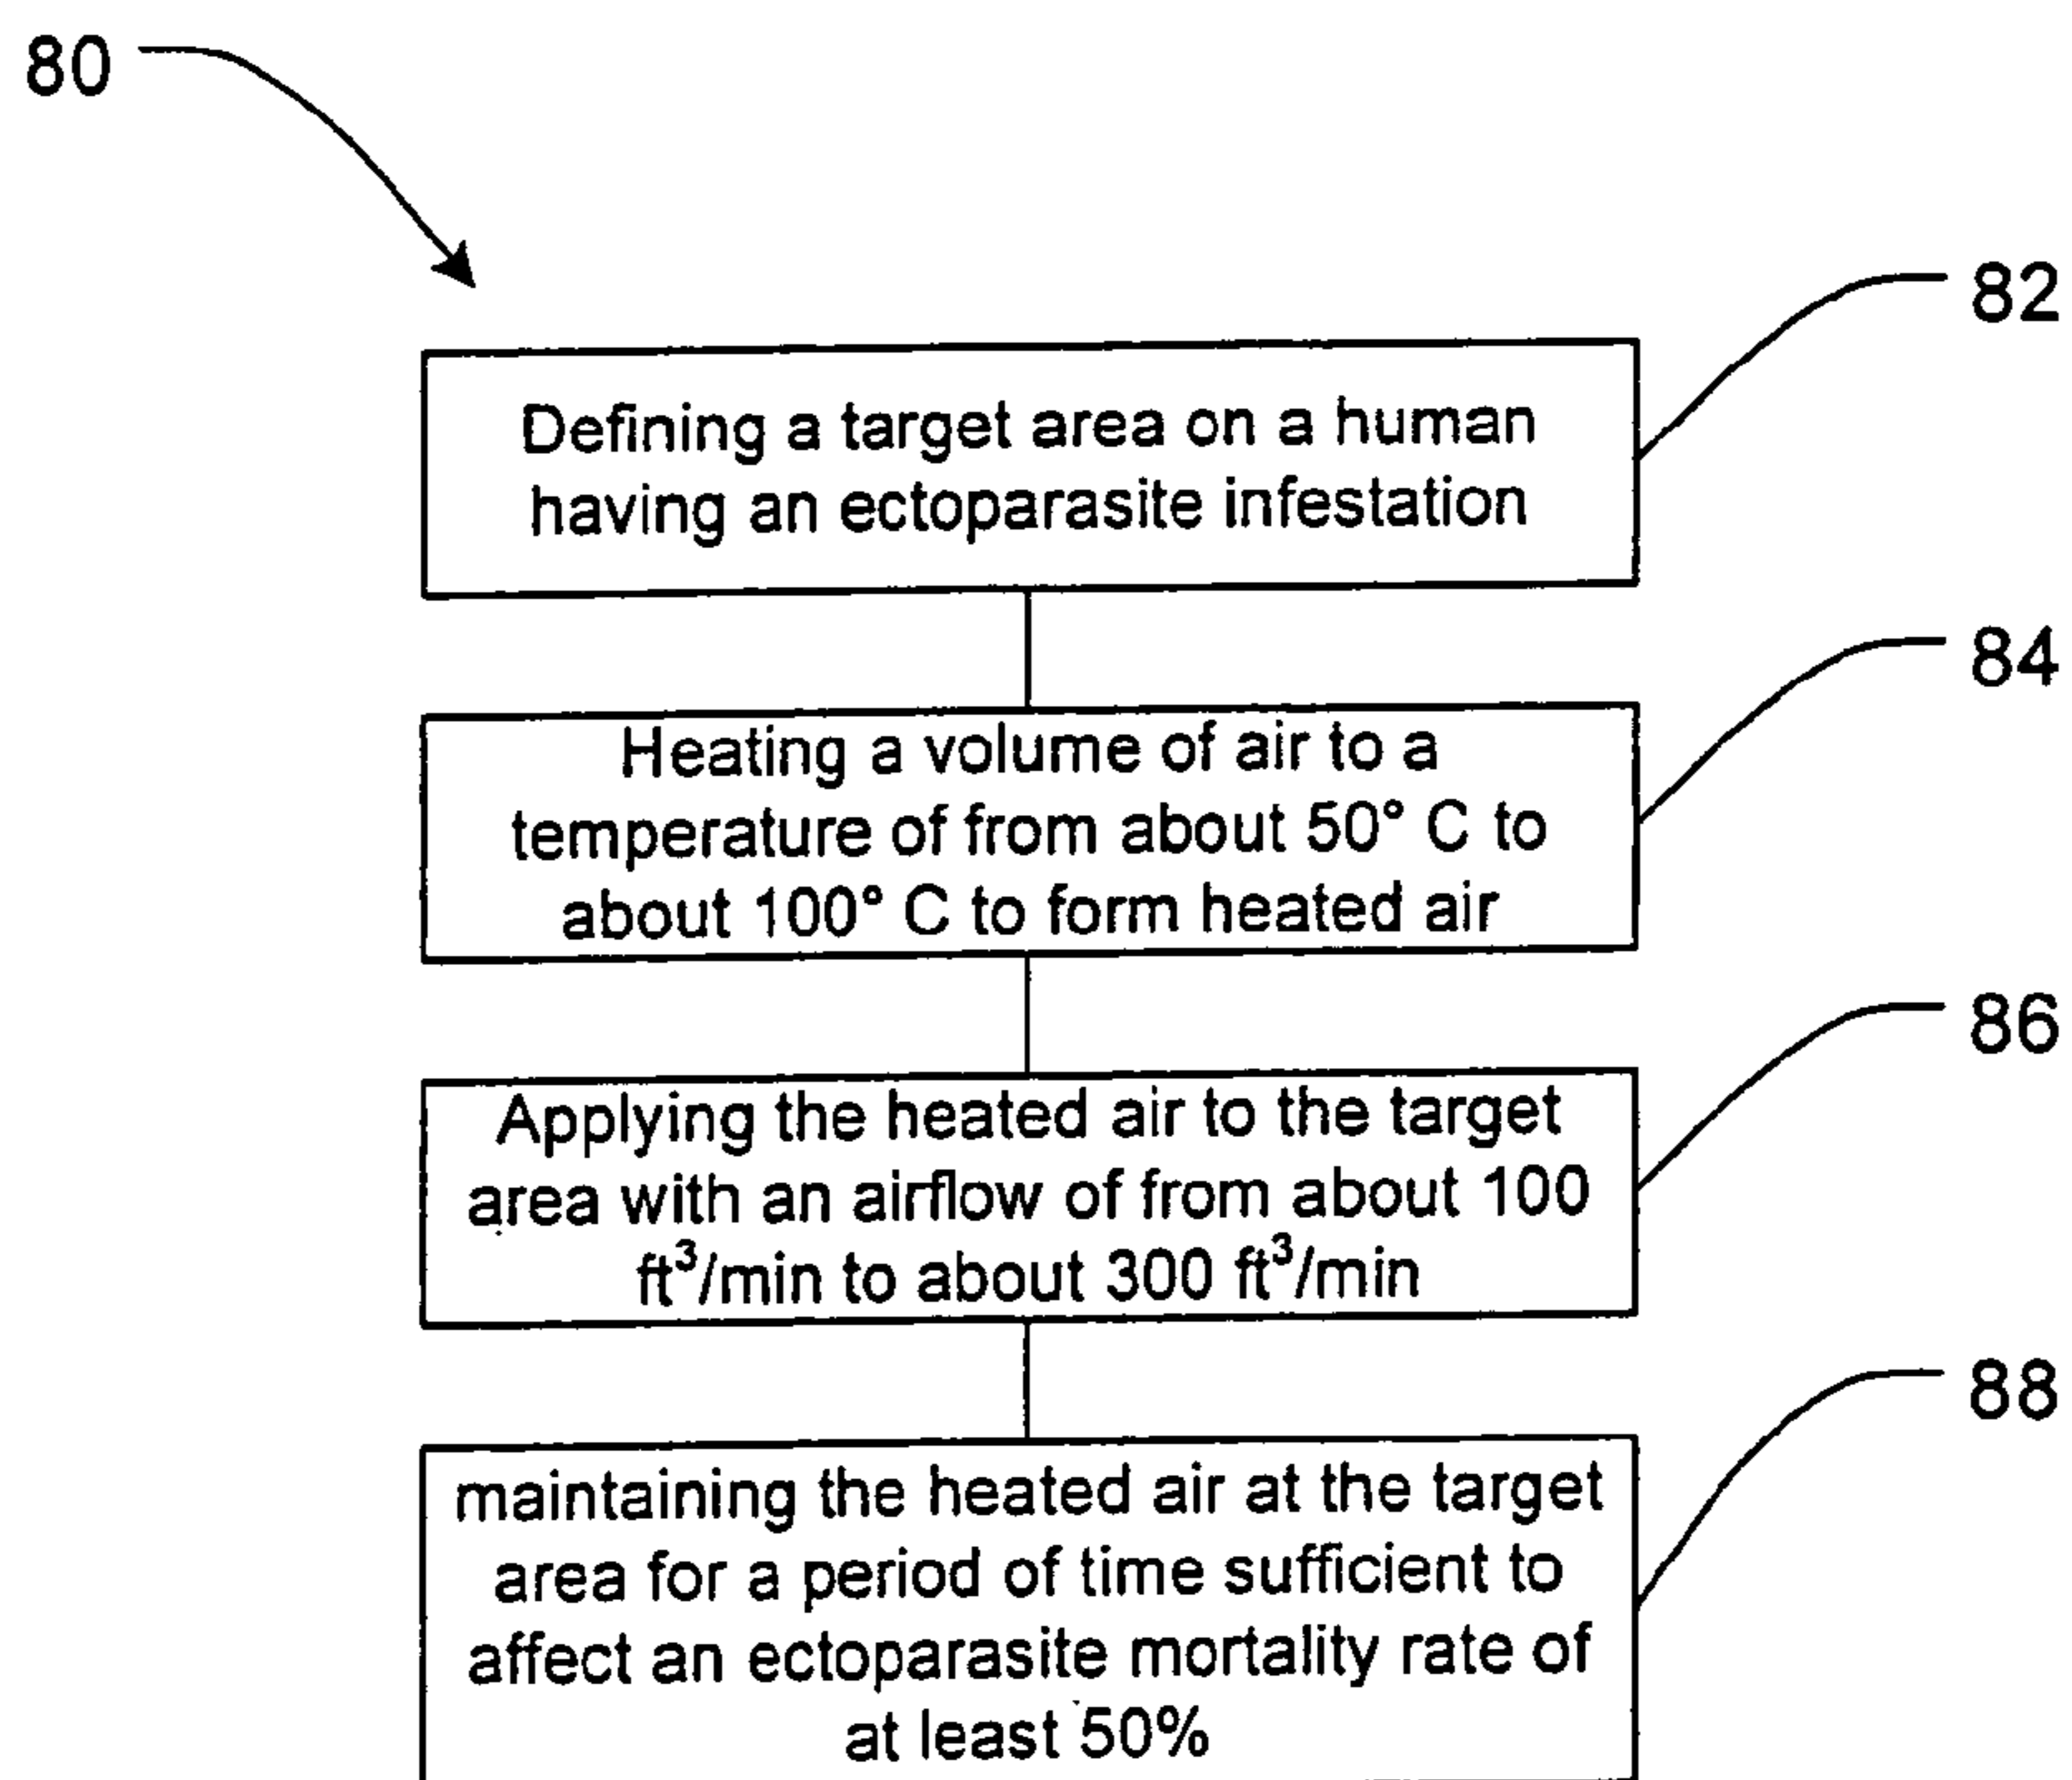 80
82
Defining a target area on a human
having an ectoparasite infestation
84
Heating a volume of air to a
temperature of from about 50° C to
about 100° C to form heated air
86
Applying the heated air to the target
area with an airflow of from about 100
ft³/min to about 300 ft³/min
88
maintaining the heated air at the target
area for a period of time sufficient to
affect an ectoparasite mortality rate of
at least 50%